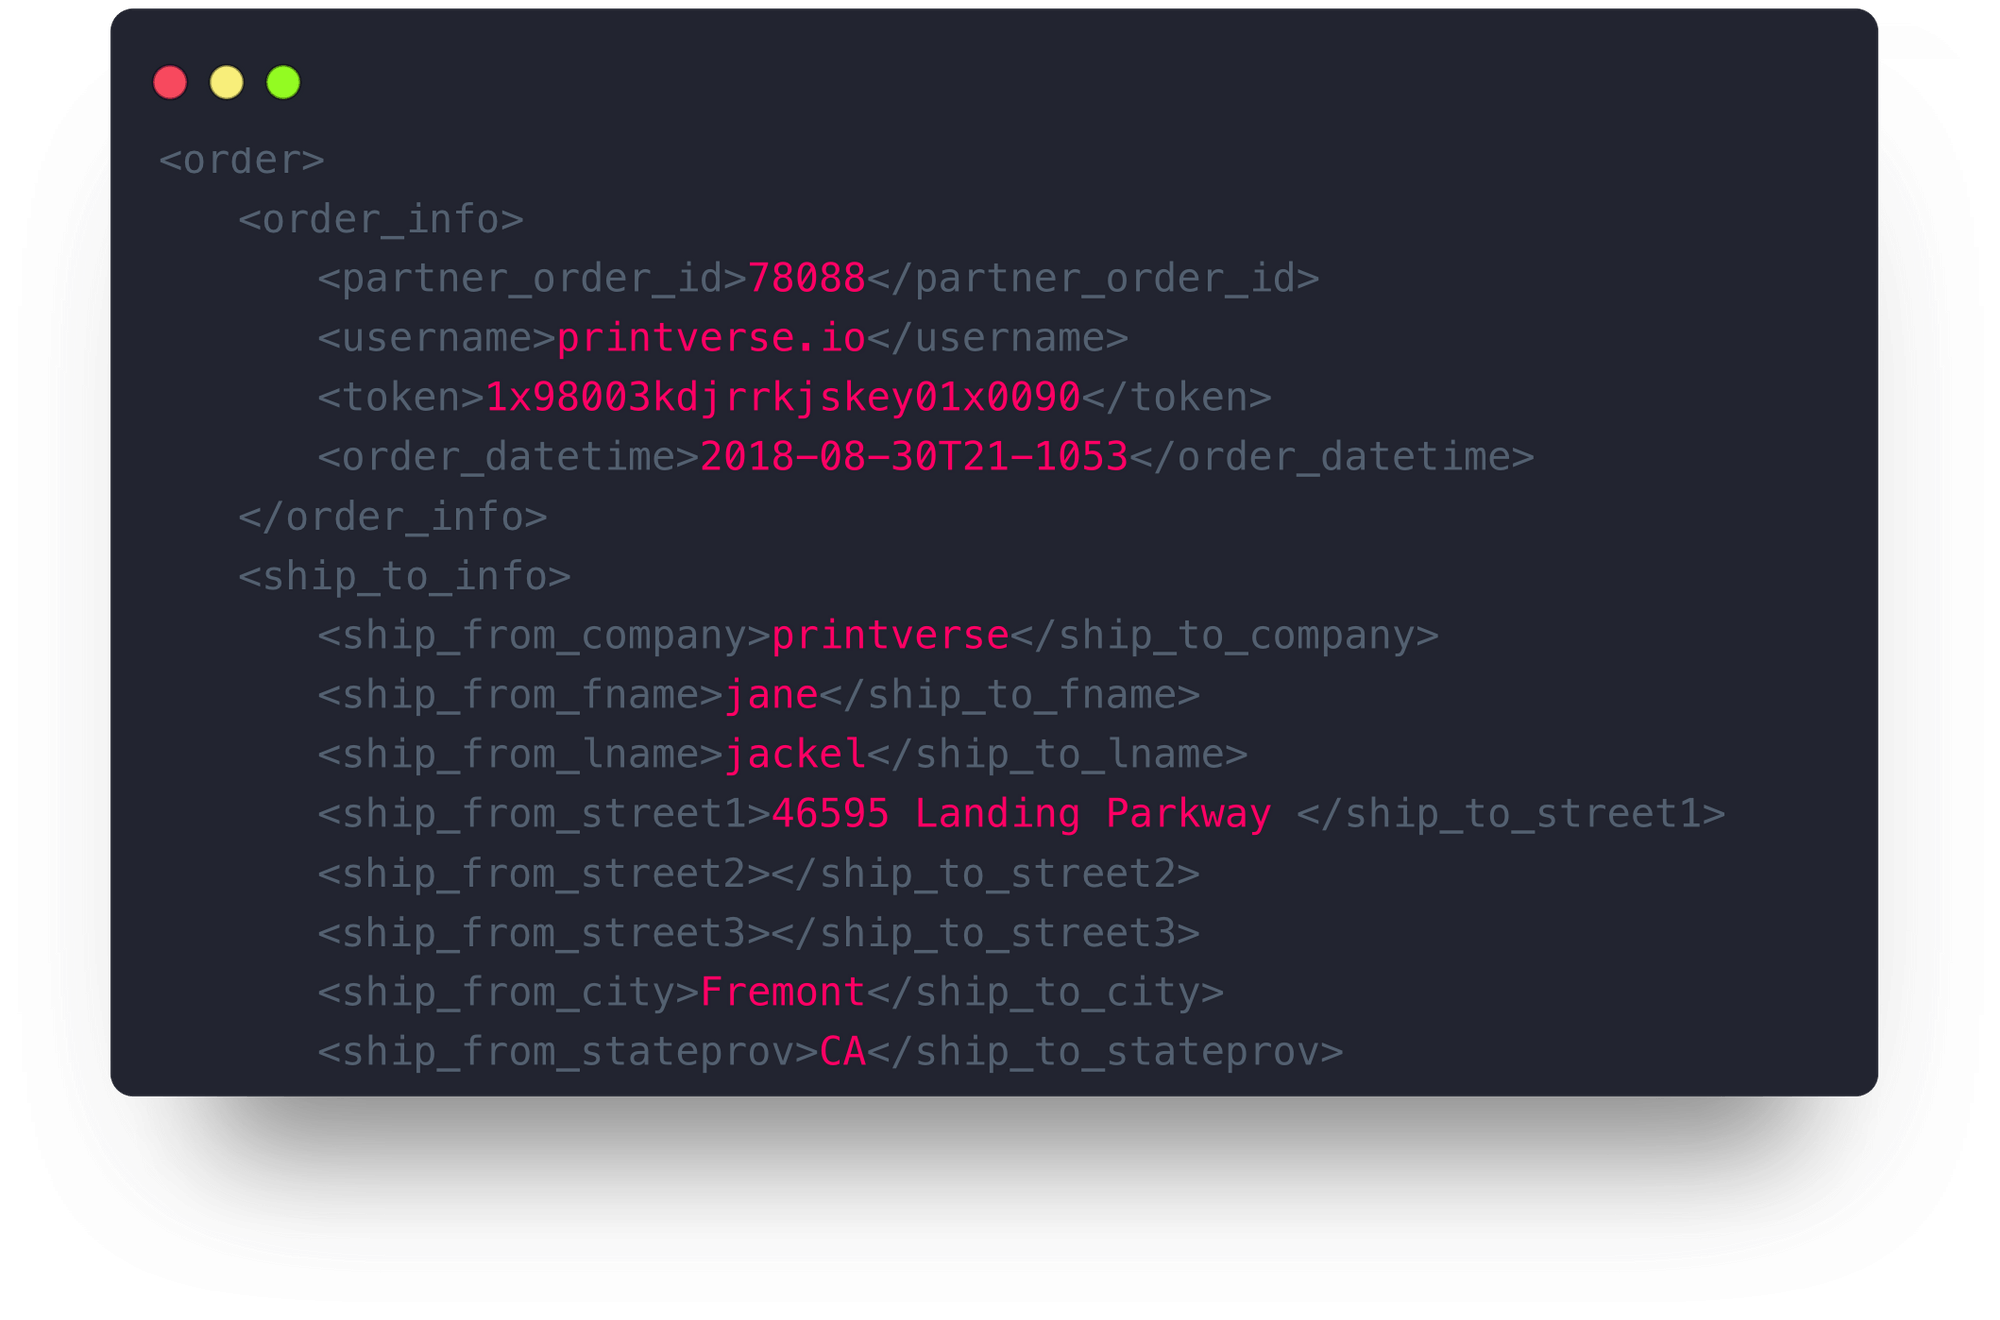 <order>
<order_info>
<partner_order_id>78088</partner_order_id>
<username>printverse.io</username>
<token>1x98003kdjrrkjskey01x0090</token>
<order_datetime>2018-08-30T21-1053</order_datetime>
</order_info>
<ship_to_info>
<ship_from_company>printverse</ship_to_company>
<ship_from_fname>jane</ship_to_fname>
<ship_from_lname>jackel</ship_to_lname>
<ship_from_street1>46595 Landing Parkway </ship_to_street1>
<ship_from_street2></ship_to_street2>
<ship_from_street3></ship_to_street3>
<ship_from_city>Fremont</ship_to_city>
<ship_from_stateprov>CA</ship_to_stateprov>